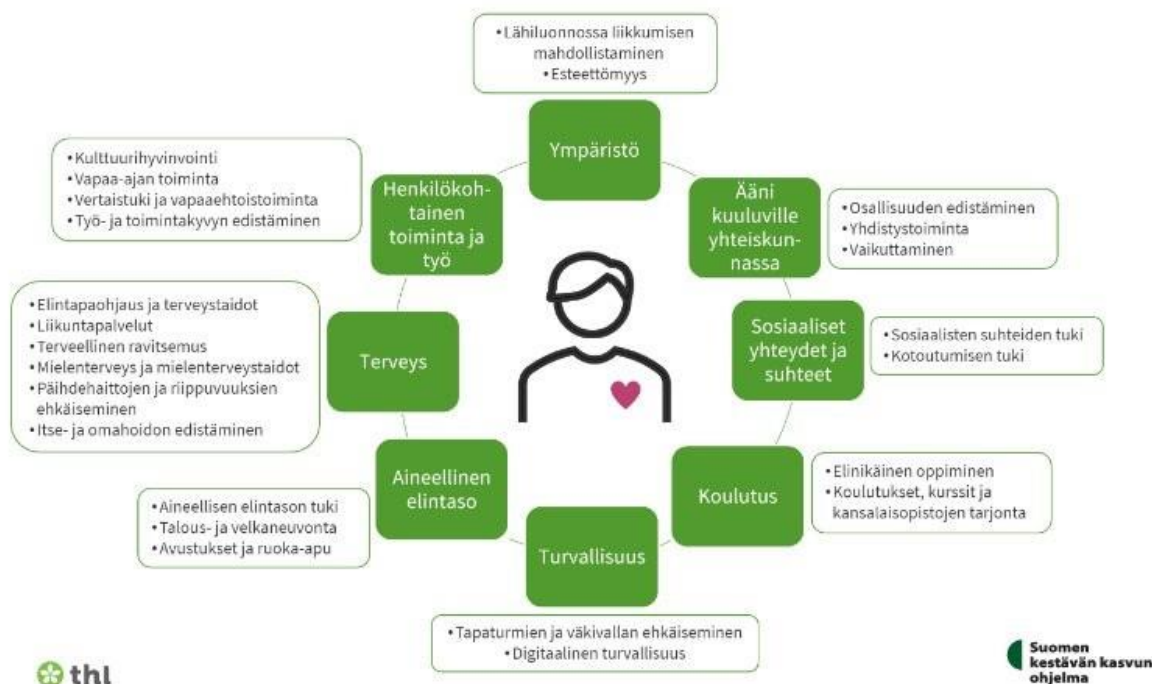 • Lähiluonnossa liikkumisen
mahdollistaminen
• Esteettömyys
Ympäristö
• Kulttuurihyvinvointi
• Vapaa-ajan toiminta
• Vertaistuki ja vapaaehtoistoiminta
• Työ- ja toimintakyvyn edistäminen
Henkilökoh-
tainen
toiminta ja
työ
Ääni
kuuluville
yhteiskun-
nassa
• Osallisuuden edistäminen
• Yhdistystoiminta
• Vaikuttaminen
• Elintapaohjaus ja terveystaidot
• Liikuntapalvelut
• Terveellinen ravitsemus
• Mielenterveys ja mielenterveystaidot
• Päihdehaittojen ja riippuvuuksien
ehkäiseminen
• Itse- ja omahoidon edistäminen
Terveys
Sosiaaliset
yhteydet ja
suhteet
• Sosiaalisten suhteiden tuki
• Kotoutumisen tuki
• Aineellisen elintason tuki
• Talous- ja velkaneuvonta
• Avustukset ja ruoka-apu
Aineellinen
elintaso
Koulutus
• Elinikäinen oppiminen
• Koulutukset, kurssit ja
kansalaisopistojen tarjonta
Turvallisuus
• Tapaturmien ja väkivallan ehkäiseminen
• Digitaalinen turvallisuus
thl
Suomen
kestävän kasvun
ohjelma